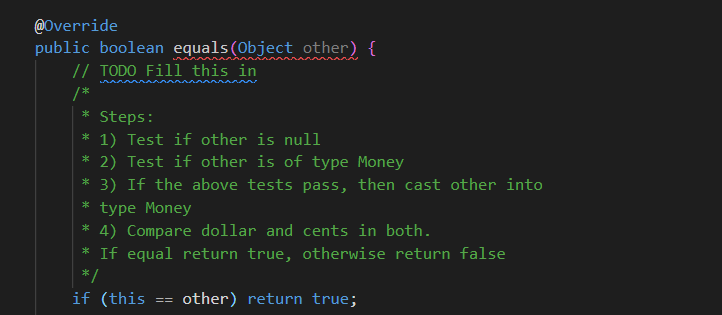 @Override
public boolean equals(Object other) {
// TODO Fill this in
/*
* Steps:
* 1) Test if other is null
* 2) Test if other is of type Money
* 3) If the above tests pass, then cast other into
* type Money
* 4) Compare dollar and cents in both.
* If equal return true, otherwise return false
*/
if (this == other) return true;